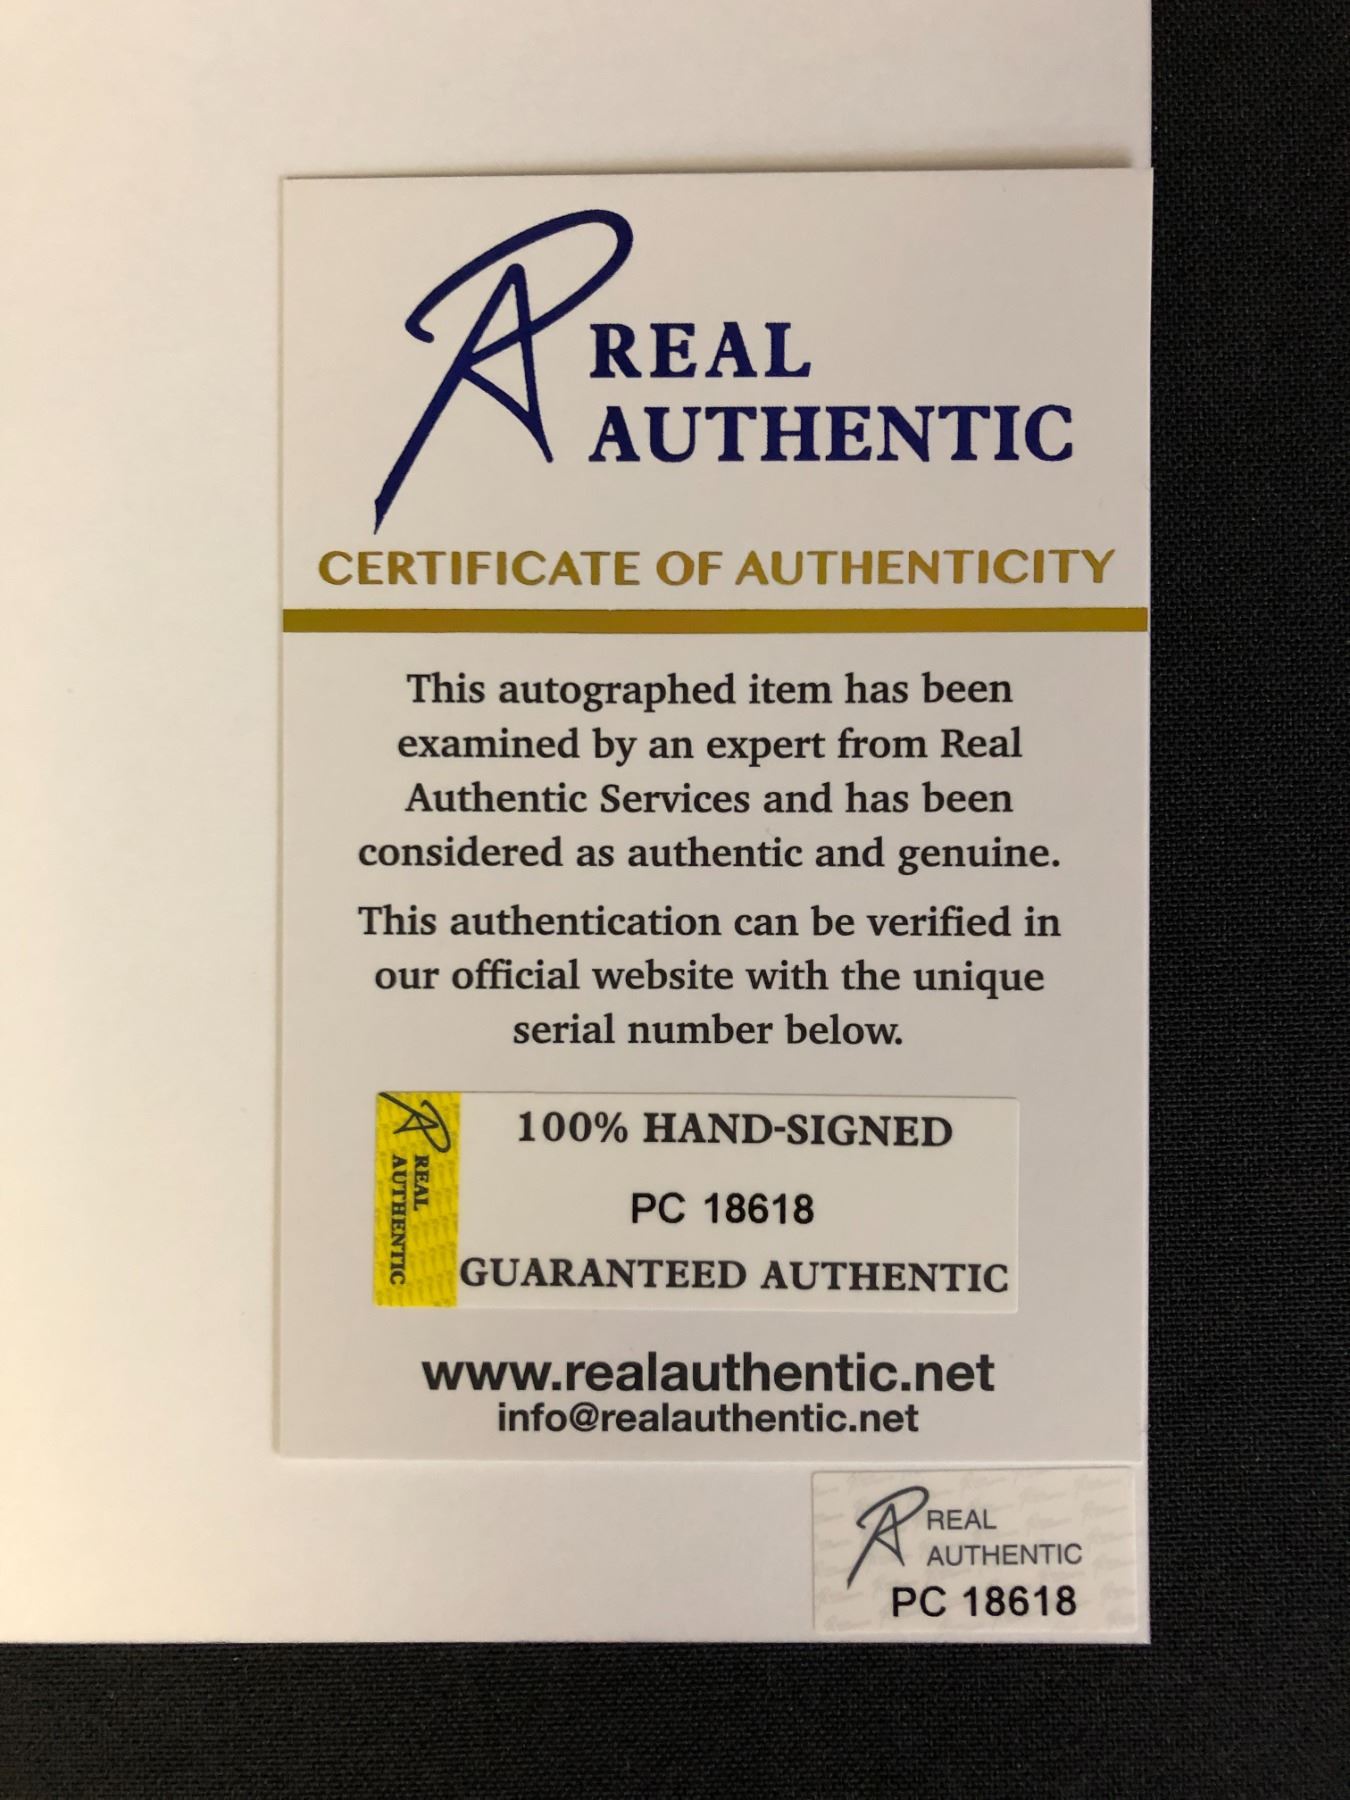 REAL
AUTHENTIC
CERTIFICATE OF AUTHENTICITY
This autographed item has been
examined by an expert from Real
Authentic Services and has been
considered as authentic and genuine.
This authentication can be verified in
our official website with the unique
serial number below.
REAL
AUTHENTIC
100% HAND-SIGNED
PC 18618
GUARANTEED AUTHENTIC
www.realauthentic.net
info@realauthentic.net
REAL
AUTHENTIC
PC 18618